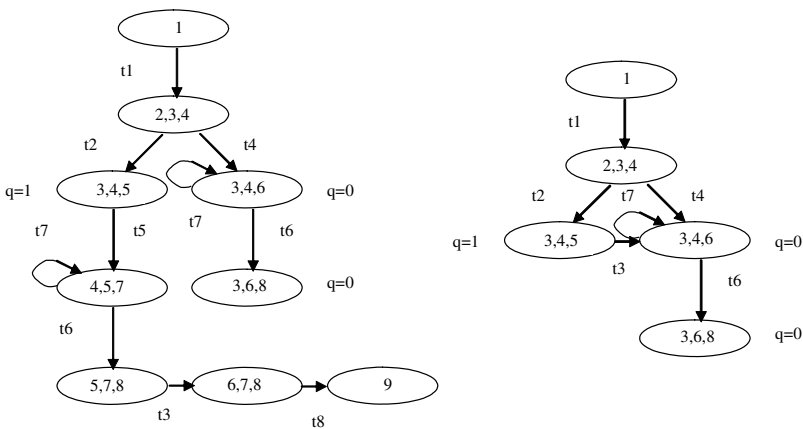 1
t1
2,3,4
t2 t4
q=1 3,4,5 3,4,6 q=0
t7 t5 t7 t6
4,5,7 3,6,8 q=0
t6
5,7,8 6,7,8 9
t3 t8
1
t1
2,3,4
t2 t7 t4
q=1 3,4,5 3,4,6 q=0
t3 t6
3,6,8 q=0